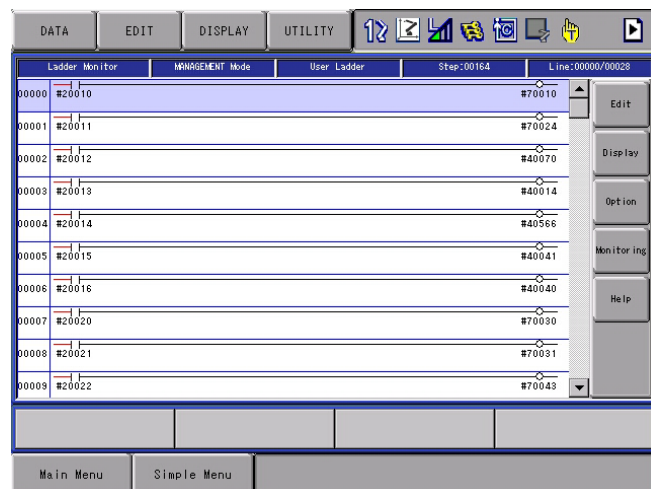 DATA EDIT DISPLAY UTILITY
Ladder Monitor MANAGEMENT Mode User Ladder Step:00164 Line:00000/00028
00000 #20010 #70010
Edit
00001 #20011 #70024
00002 #20012 #40070
Display
00003 #20013 #40014
Option
00004 #20014 #40566
00005 #20015 #40041
Monitoring
00006 #20016 #40040
Help
00007 #20020 #70030
00008 #20021 #70031
00009 #20022 #70043
Main Menu Simple Menu